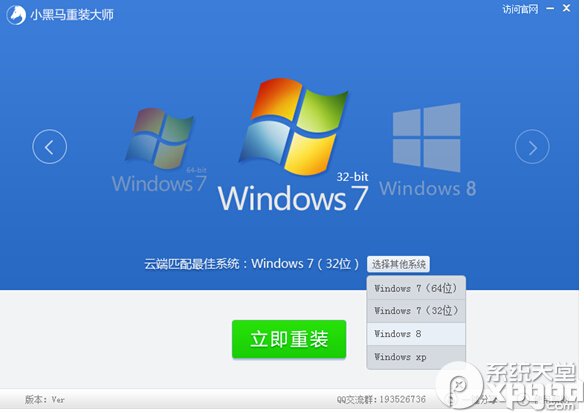 小黑马重装大师
访问官网
64-bit
Windows 7
32-bit
Windows 7
Windows 8
云端匹配最佳系统：Windows 7（32位）
选择其他系统
Windows 7（64位）
Windows 7（32位）
Windows 8
Windows xp
立即重装
版本：Ver
QQ交流群：193526736
系统天堂